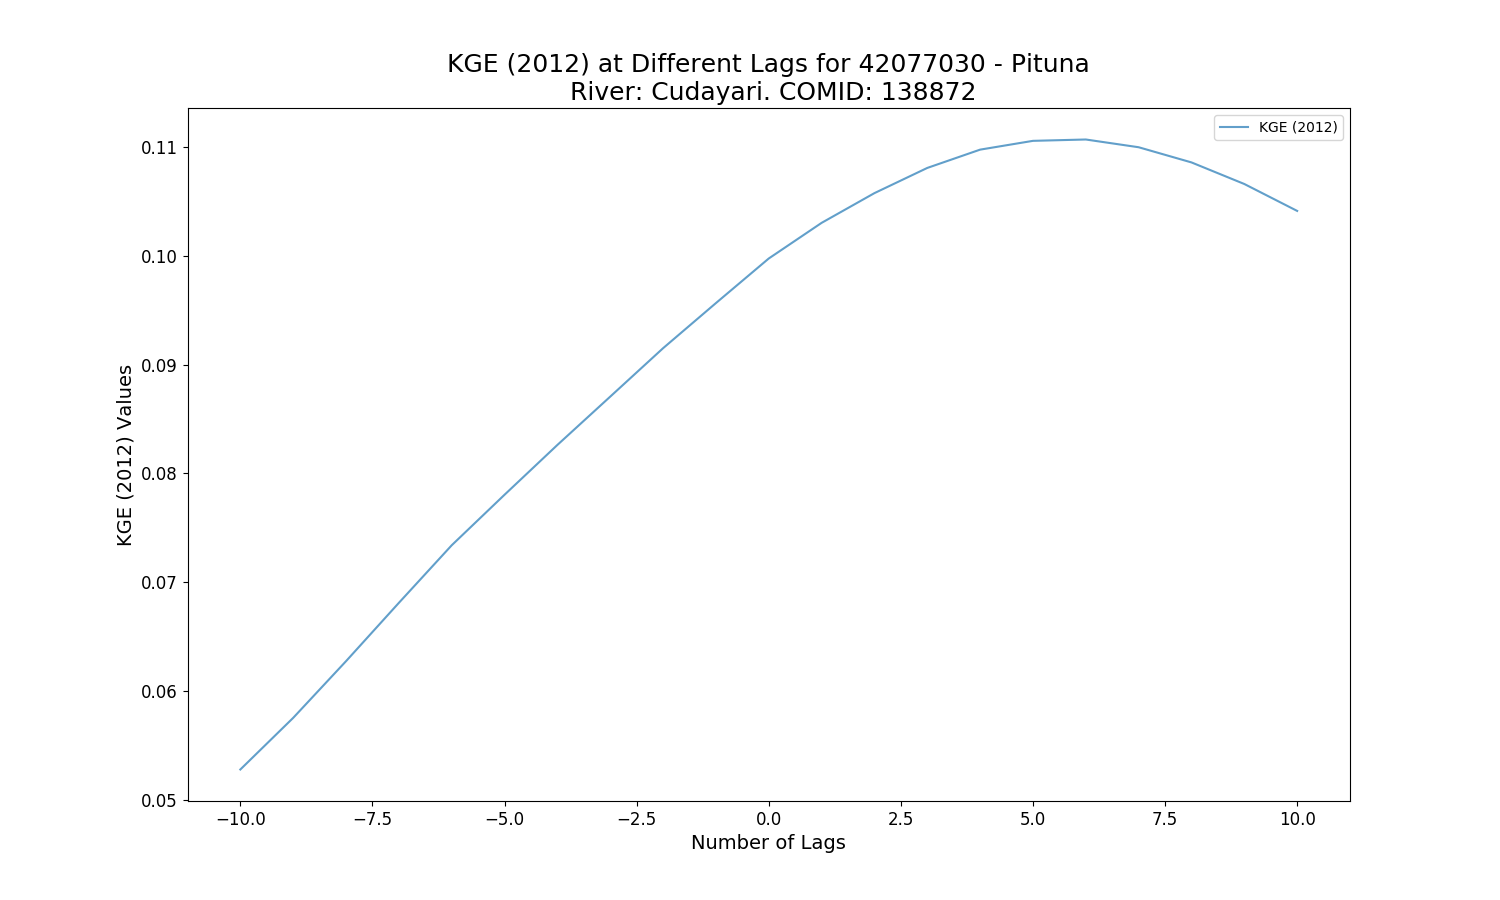 KGE (2012) at Different Lags for 42077030 - Pituna
River: Cudayari. COMID: 138872
KGE (2012)
0.11
0.10
0.09
0.08
0.07
0.06
0.05
KGE (2012) Values
−10.0 −7.5 −5.0 −2.5 0.0 2.5 5.0 7.5 10.0
Number of Lags